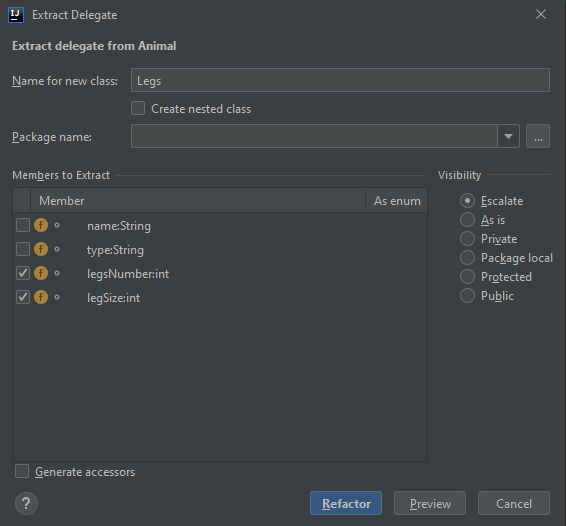 IJ Extract Delegate
Extract delegate from Animal
Name for new class: Legs
Create nested class
Package name: ...
Members to Extract
Visibility
Member As enum
f name:String
f type:String
f legsNumber:int
f legSize:int
Escalate
As is
Private
Package local
Protected
Public
Generate accessors
? Refactor Preview Cancel